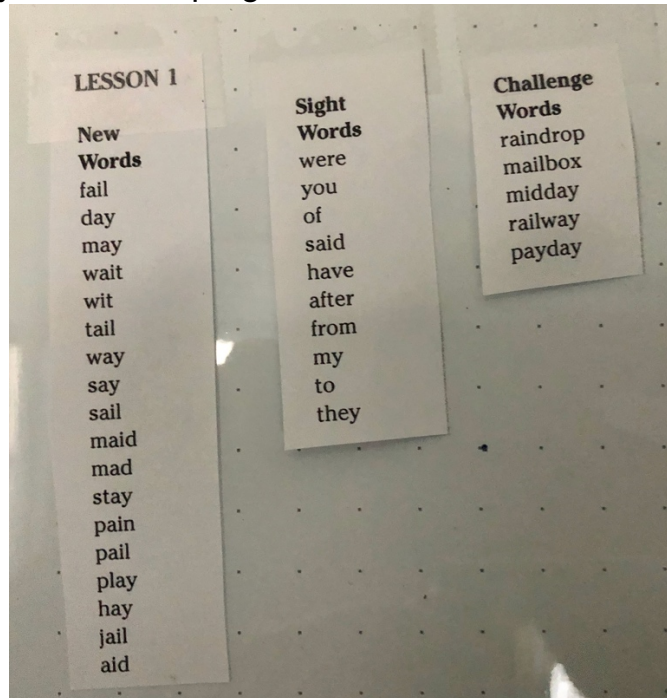 LESSON 1
New
Words
fail
day
may
wait
wit
tail
way
say
sail
maid
mad
stay
pain
pail
play
hay
jail
aid
Sight
Words
were
you
of
said
have
after
from
my
to
they
Challenge
Words
raindrop
mailbox
midday
railway
payday